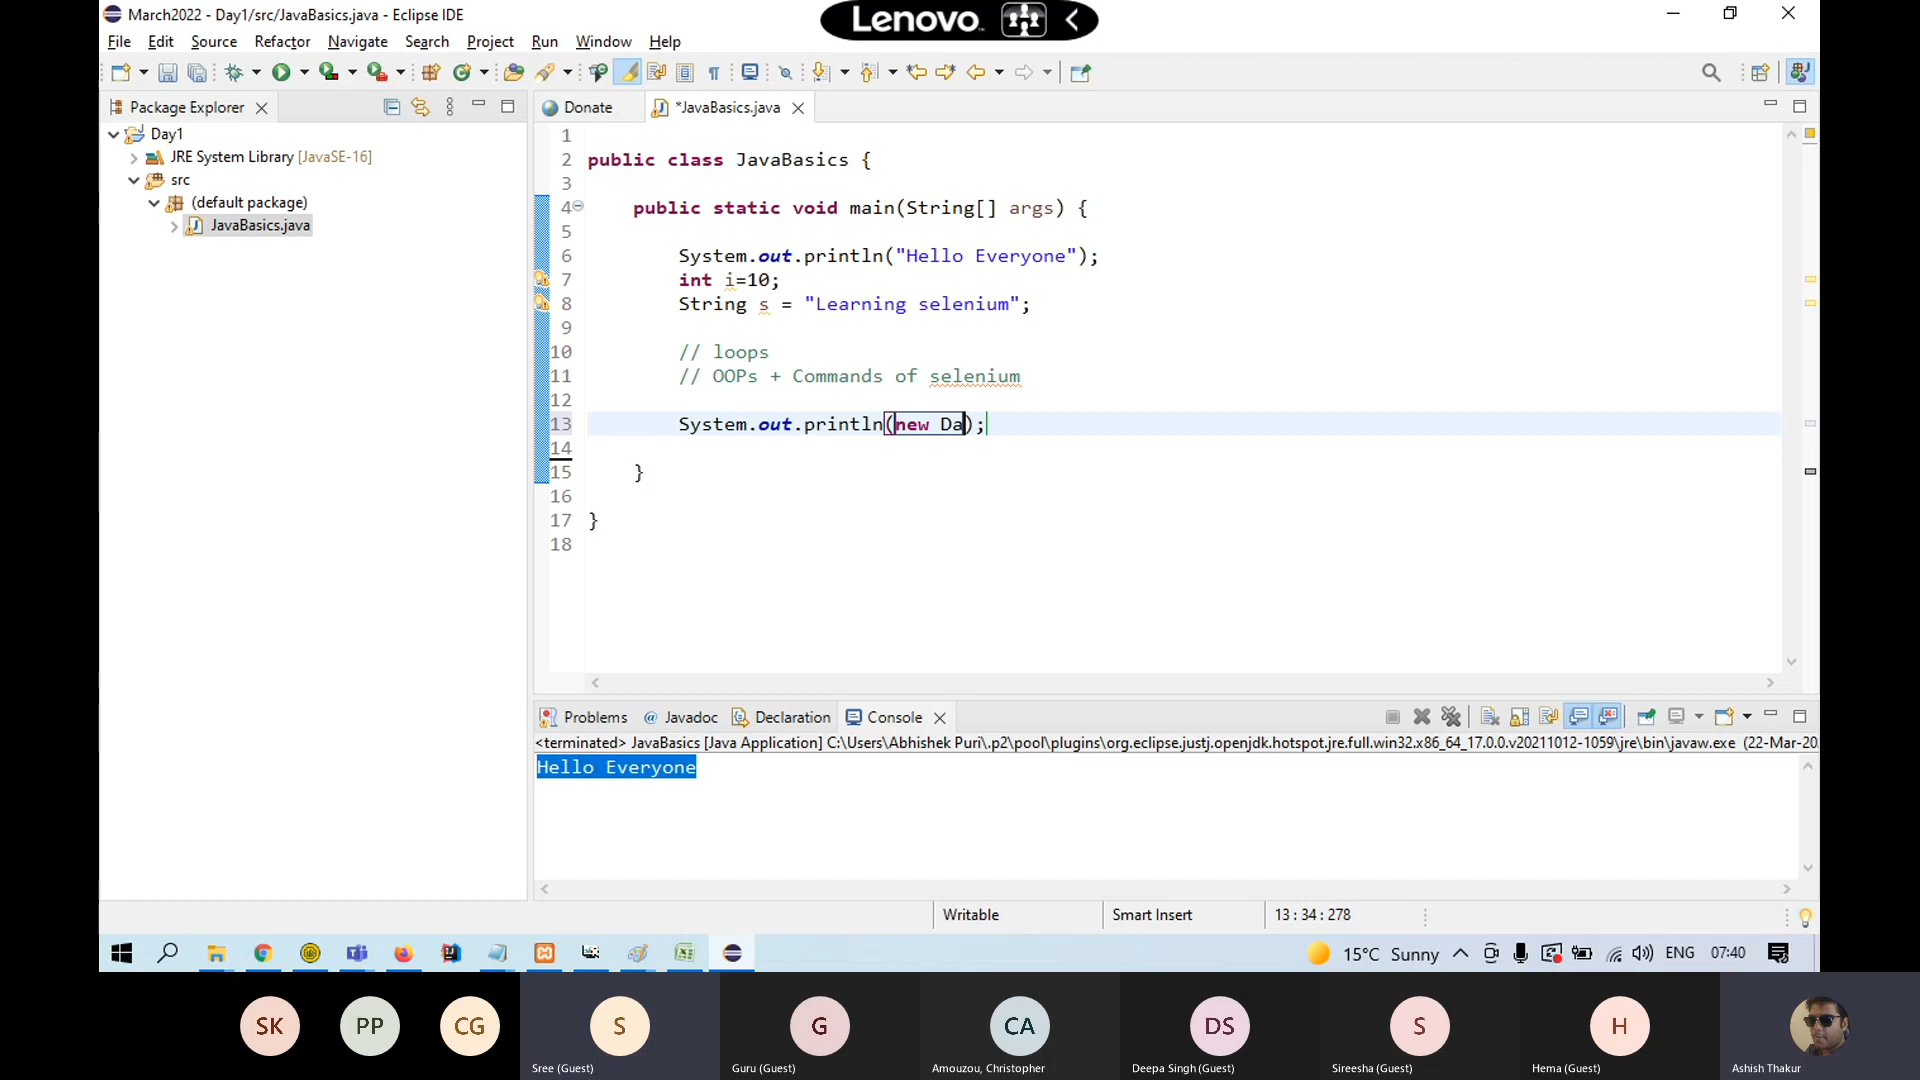 March2022 - Day1/src/JavaBasics.java - Eclipse IDE
Lenovo
File Edit Source Refactor Navigate Search Project Run Window Help
Package Explorer
Donate
*JavaBasics.java
Day1
JRE System Library [JavaSE-16]
src
(default package)
JavaBasics.java
1
2 public class JavaBasics {
3
4 public static void main(String[] args) {
5
6 System.out.println("Hello Everyone");
7 int i=10;
8 String s = "Learning selenium";
9
10 // loops
11 // OOPs + Commands of selenium
12
13 System.out.println(new Da);
14
15 }
16
17 }
18
Problems @ Javadoc Declaration Console
<terminated> JavaBasics [Java Application] C:\Users\Abhishek Puri\.p2\pool\plugins\org.eclipse.justj.openjdk.hotspot.jre.full.win32.x86_64_17.0.0.v20211012-1059\jre\bin\javaw.exe (22-Mar-20
Hello Everyone
Writable Smart Insert 13 : 34 : 278
15°C Sunny ENG 07:40
SK PP CG S G CA DS S H
Sree (Guest) Guru (Guest) Amouzou, Christopher Deepa Singh (Guest) Sireesha (Guest) Hema (Guest) Ashish Thakur